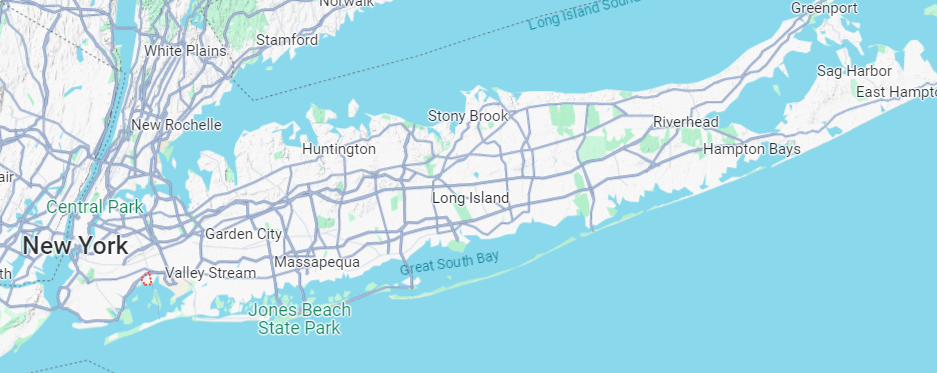 Norwalk
Greenport
Long Island Sound
Stamford
White Plains
Sag Harbor
East Hampto
Stony Brook
New Rochelle
Riverhead
Huntington
Hampton Bays
air
Long Island
Central Park
Garden City
New York
Great South Bay
Massapequa
th
Valley Stream
Jones Beach
State Park